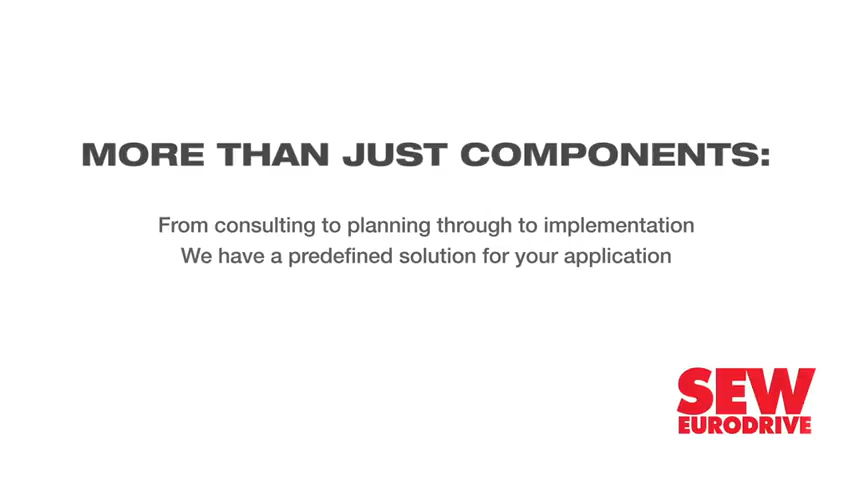 MORE THAN JUST COMPONENTS:
From consulting to planning through to implementation
We have a predefined solution for your application
SEW
EURODRIVE